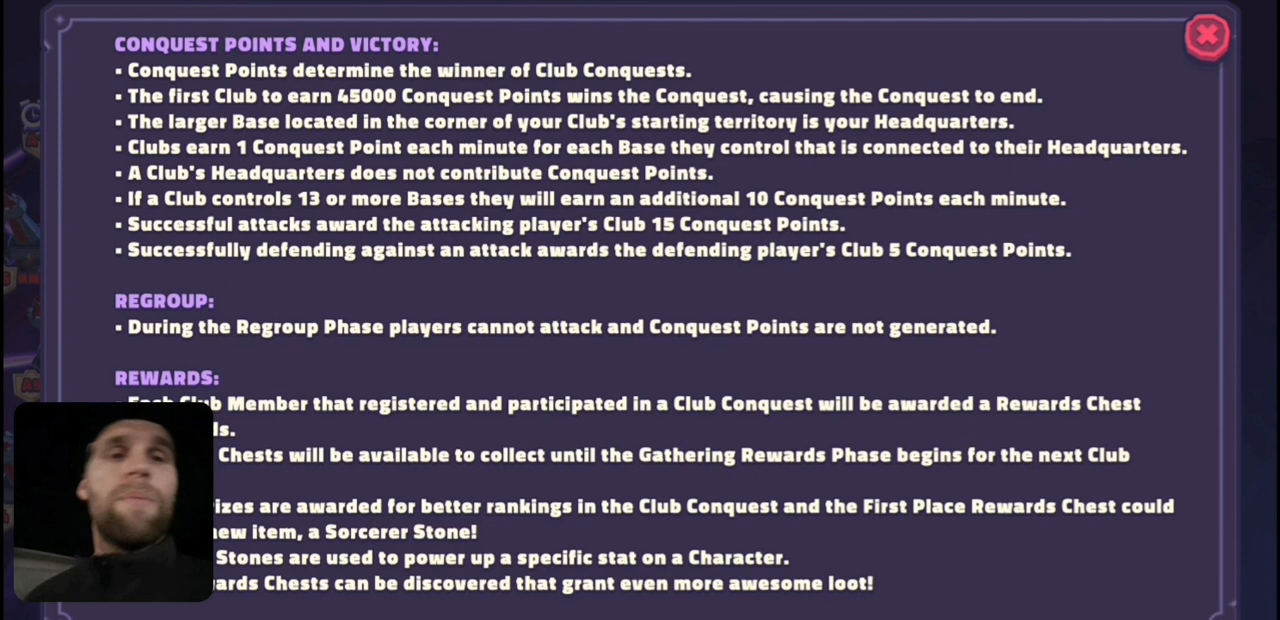 CONQUEST POINTS AND VICTORY:
▪ Conquest Points determine the winner of Club Conquests.
▪ The first Club to earn 45000 Conquest Points wins the Conquest, causing the Conquest to end.
▪ The larger Base located in the corner of your Club's starting territory is your Headquarters.
▪ Clubs earn 1 Conquest Point each minute for each Base they control that is connected to their Headquarters.
▪ A Club's Headquarters does not contribute Conquest Points.
▪ If a Club controls 13 or more Bases they will earn an additional 10 Conquest Points each minute.
▪ Successful attacks award the attacking player's Club 15 Conquest Points.
▪ Successfully defending against an attack awards the defending player's Club 5 Conquest Points.
REGROUP:
▪ During the Regroup Phase players cannot attack and Conquest Points are not generated.
REWARDS:
▪ Each Club Member that registered and participated in a Club Conquest will be awarded a Rewards Chest
Chests will be available to collect until the Gathering Rewards Phase begins for the next Club
are awarded for better rankings in the Club Conquest and the First Place Rewards Chest could
item, a Sorcerer Stone!
Stones are used to power up a specific stat on a Character.
Chests can be discovered that grant even more awesome loot!